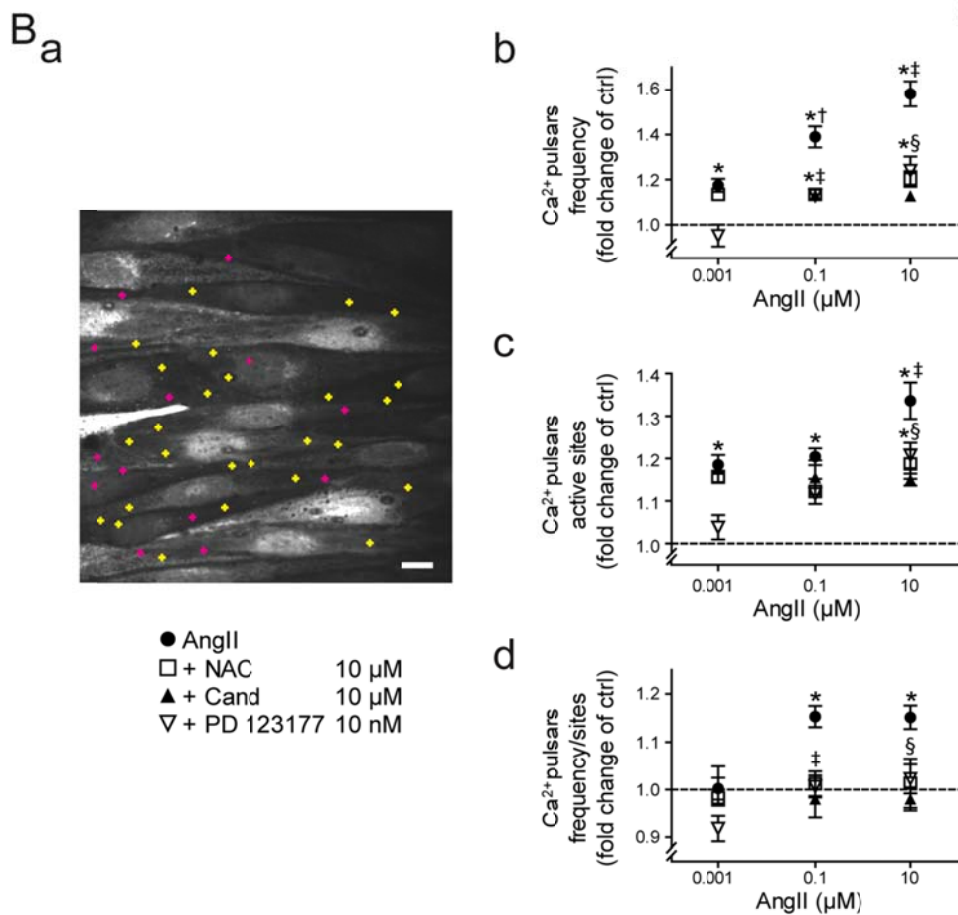 B
a
b
Ca²⁺ pulsars
frequency
(fold change of ctrl)
1.6
1.4
1.2
1.0
*
*†
*‡
*‡
*§
0.001
0.1
10
AngII (µM)
c
Ca²⁺ pulsars
active sites
(fold change of ctrl)
1.4
1.3
1.2
1.1
1.0
*
*
*‡
*§
0.001
0.1
10
AngII (µM)
● AngII
□ + NAC 10 µM
▲ + Cand 10 µM
▽ + PD 123177 10 nM
d
Ca²⁺ pulsars
frequency/sites
(fold change of ctrl)
1.2
1.1
1.0
0.9
*
*
‡
§
0.001
0.1
10
AngII (µM)